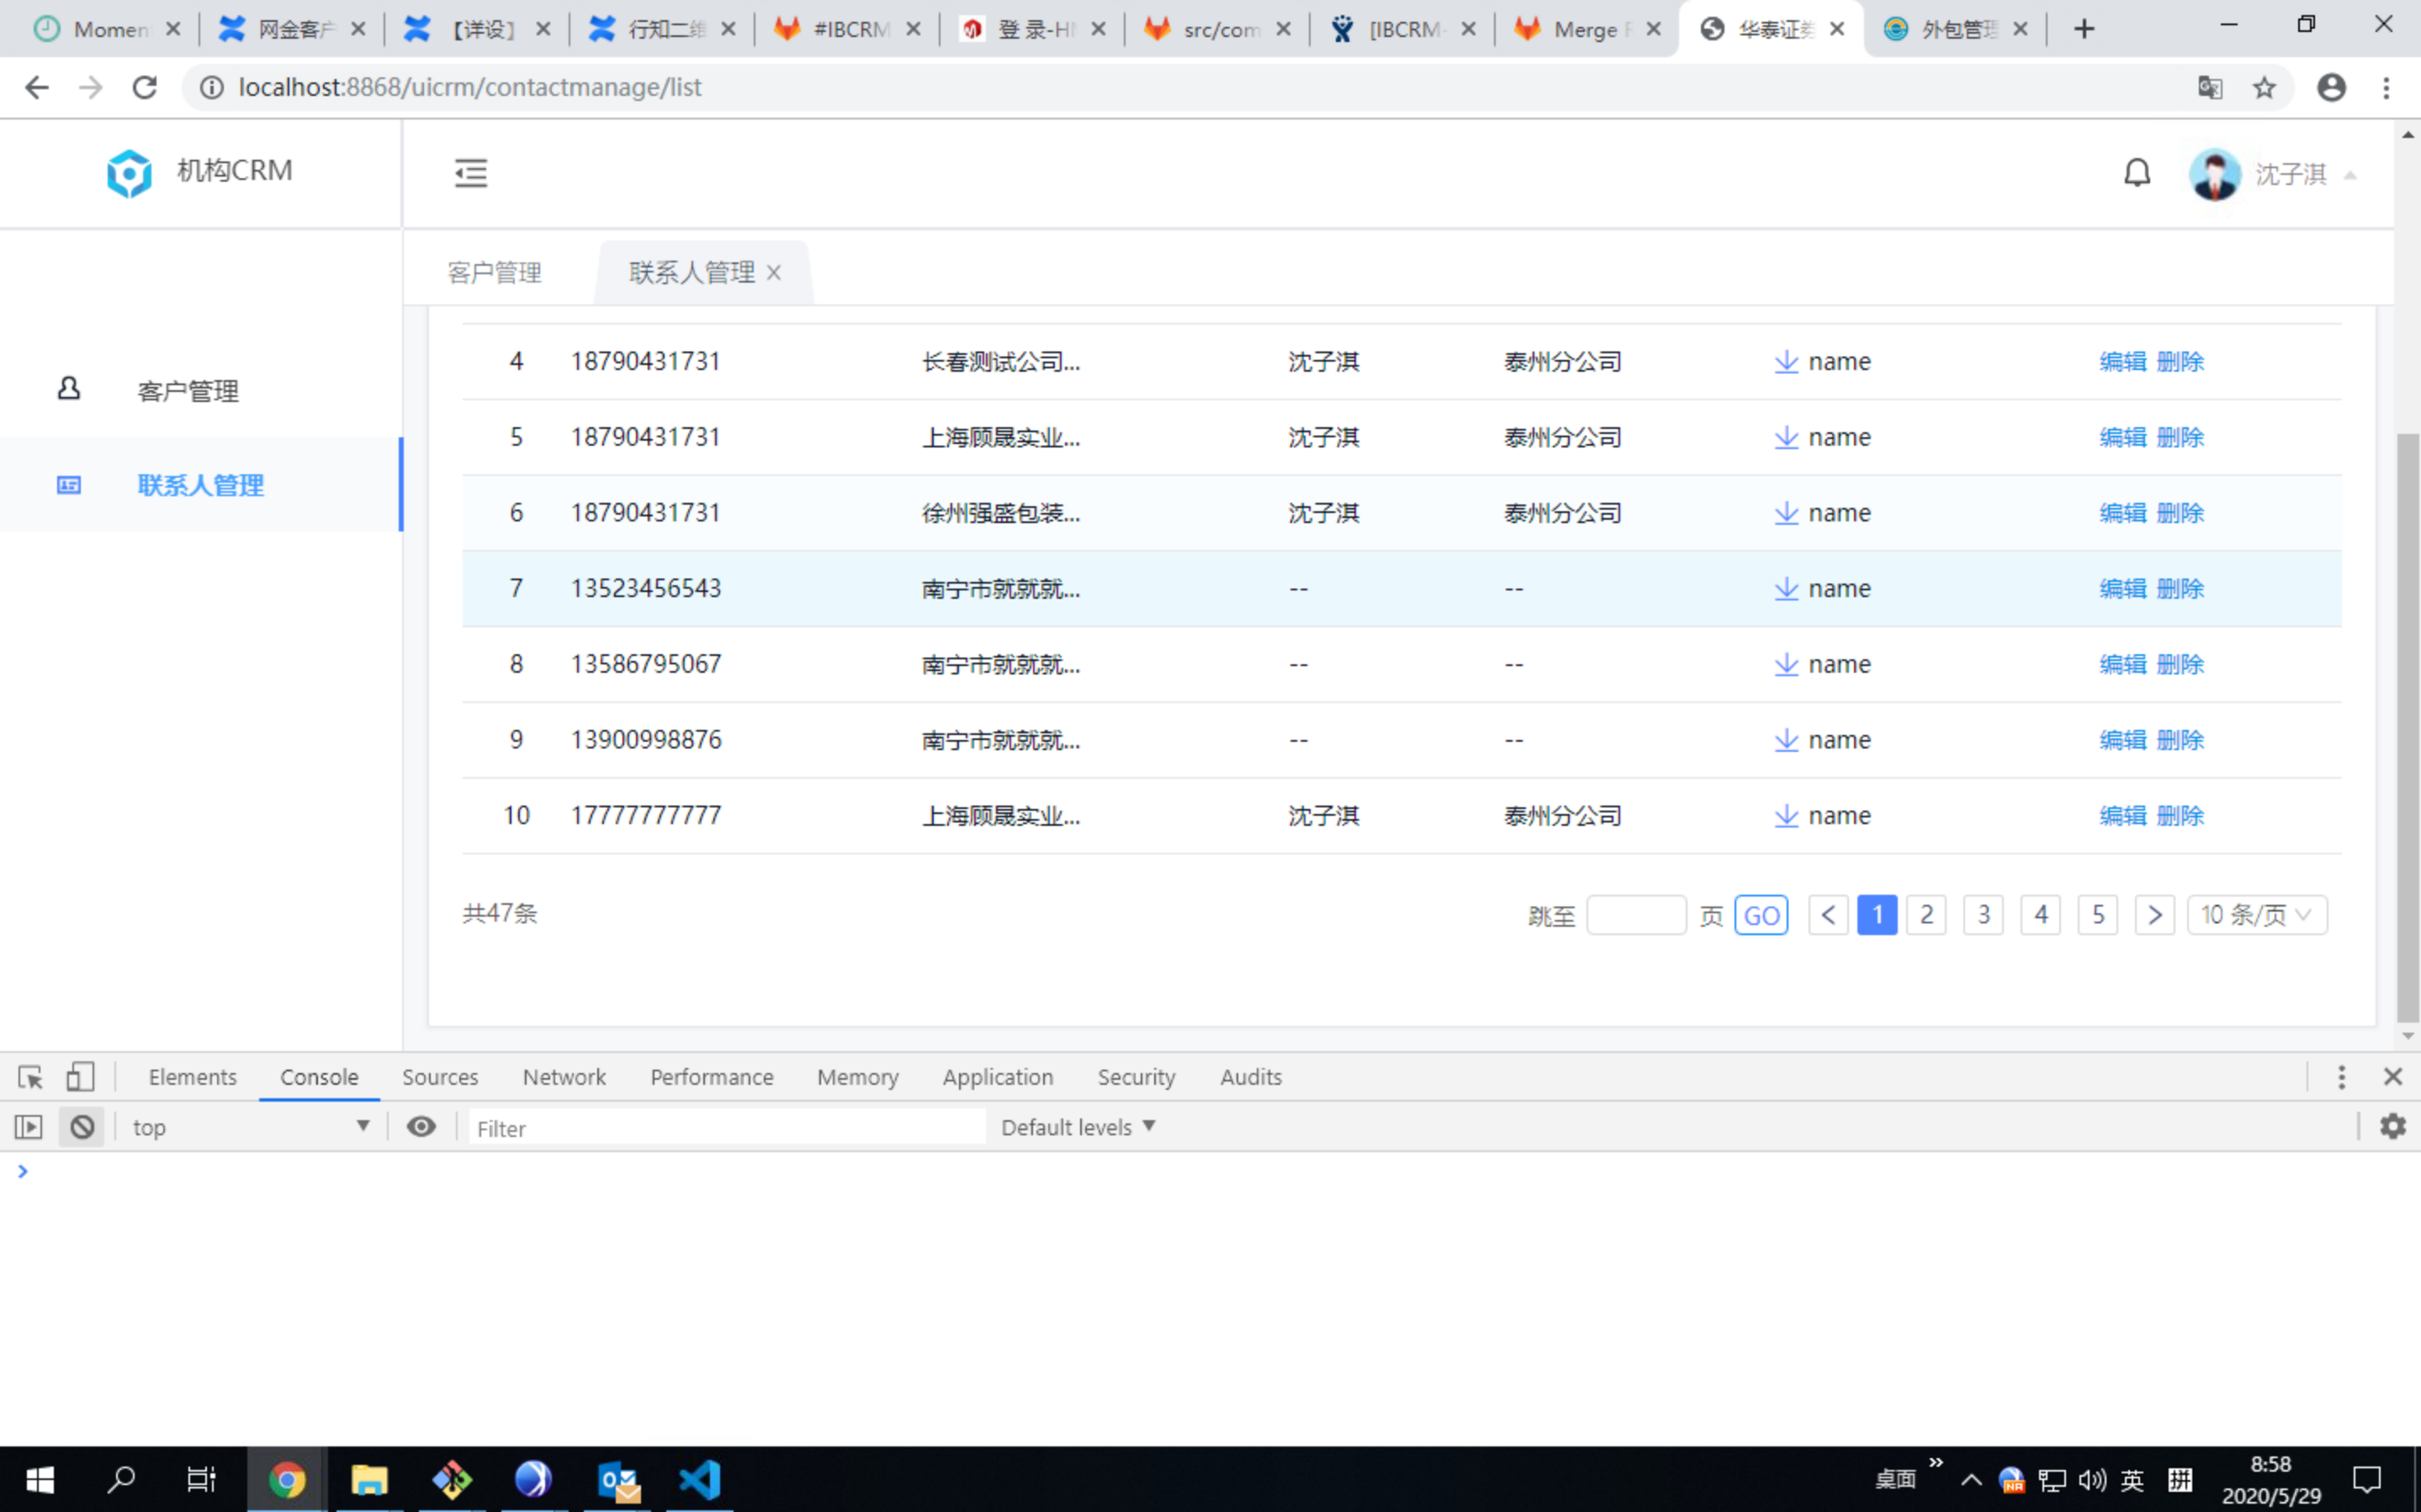 Momen 网金客户 【详设】 行知二维 #IBCRM 登 录-HI src/com [IBCRM- Merge 华泰证券 外包管理
localhost:8868/uicrm/contactmanage/list
机构CRM
沈子淇
客户管理 联系人管理
客户管理
联系人管理
4 18790431731 长春测试公司... 沈子淇 泰州分公司 name 编辑 删除
5 18790431731 上海顾晟实业... 沈子淇 泰州分公司 name 编辑 删除
6 18790431731 徐州强盛包装... 沈子淇 泰州分公司 name 编辑 删除
7 13523456543 南宁市就就就... -- -- name 编辑 删除
8 13586795067 南宁市就就就... -- -- name 编辑 删除
9 13900998876 南宁市就就就... -- -- name 编辑 删除
10 17777777777 上海顾晟实业... 沈子淇 泰州分公司 name 编辑 删除
共47条 跳至 页 GO < 1 2 3 4 5 > 10 条/页
Elements Console Sources Network Performance Memory Application Security Audits
top Filter Default levels
桌面 英 拼 8:58
2020/5/29